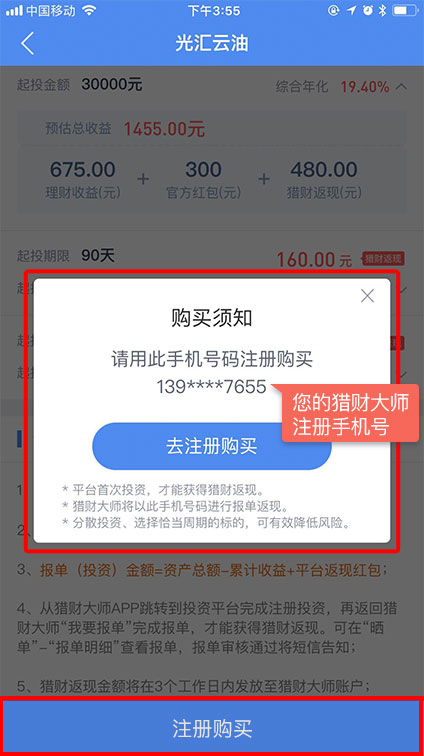 中国移动
下午3:55
光汇云油
起投金额 30000元 综合年化 19.40%
预估总收益 1455.00元
675.00 + 300 + 480.00
理财收益(元) 官方红包(元) 猎财返现(元)
起投期限 90天 160.00 元 猎财返现
购买须知
请用此手机号码注册购买
139****7655
您的猎财大师
注册手机号
去注册购买
* 平台首次投资，才能获得猎财返现。
* 猎财大师将以此手机号码进行报单返现。
* 分散投资、选择恰当周期的标的，可有效降低风险。
3、报单（投资）金额=资产总额-累计收益+平台返现红包；
4、从猎财大师APP跳转到投资平台完成注册投资，再返回猎
财大师“我要报单”完成报单，才能获得猎财返现。可在“晒
单”-“报单明细”查看报单，报单审核通过将短信告知；
5、猎财返现金额将在3个工作日内发放至猎财大师账户；
注册购买